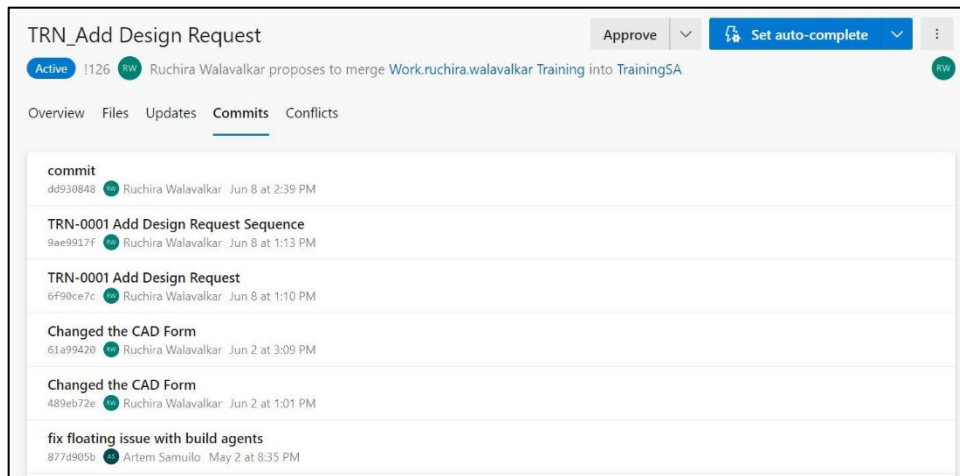 TRN_Add Design Request
Approve
Set auto-complete
Active !126 RW Ruchira Walavalkar proposes to merge Work.ruchira.walavalkar Training into TrainingSA RW
Overview Files Updates Commits Conflicts
commit
dd930848 RW Ruchira Walavalkar Jun 8 at 2:39 PM
TRN-0001 Add Design Request Sequence
9ae9917f RW Ruchira Walavalkar Jun 8 at 1:13 PM
TRN-0001 Add Design Request
6f90ce7c RW Ruchira Walavalkar Jun 8 at 1:10 PM
Changed the CAD Form
61a99420 RW Ruchira Walavalkar Jun 2 at 3:09 PM
Changed the CAD Form
489eb72e RW Ruchira Walavalkar Jun 2 at 1:01 PM
fix floating issue with build agents
877d905b AS Artem Samuilo May 2 at 8:35 PM